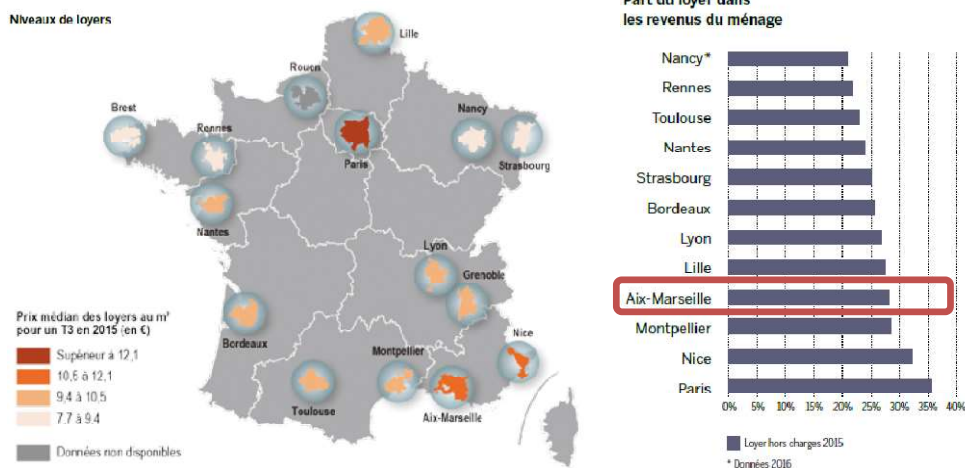 Niveaux de loyers
Lille
Rouen
Brest
Rennes
Nancy
Paris
Strasbourg
Nantes
Lyon
Grenoble
Bordeaux
Nice
Montpellier
Toulouse
Aix-Marseille
Prix médian des loyers au m²
pour un T3 en 2015 (en €)
Supérieur à 12,1
10,5 à 12,1
9,4 à 10,5
7,7 à 9,4
Données non disponibles
Part du loyer dans
les revenus du ménage
Nancy*
Rennes
Toulouse
Nantes
Strasbourg
Bordeaux
Lyon
Lille
Aix-Marseille
Montpellier
Nice
Paris
0% 5% 10% 15% 20% 25% 30% 35% 40%
Loyer hors charges 2015
* Données 2016